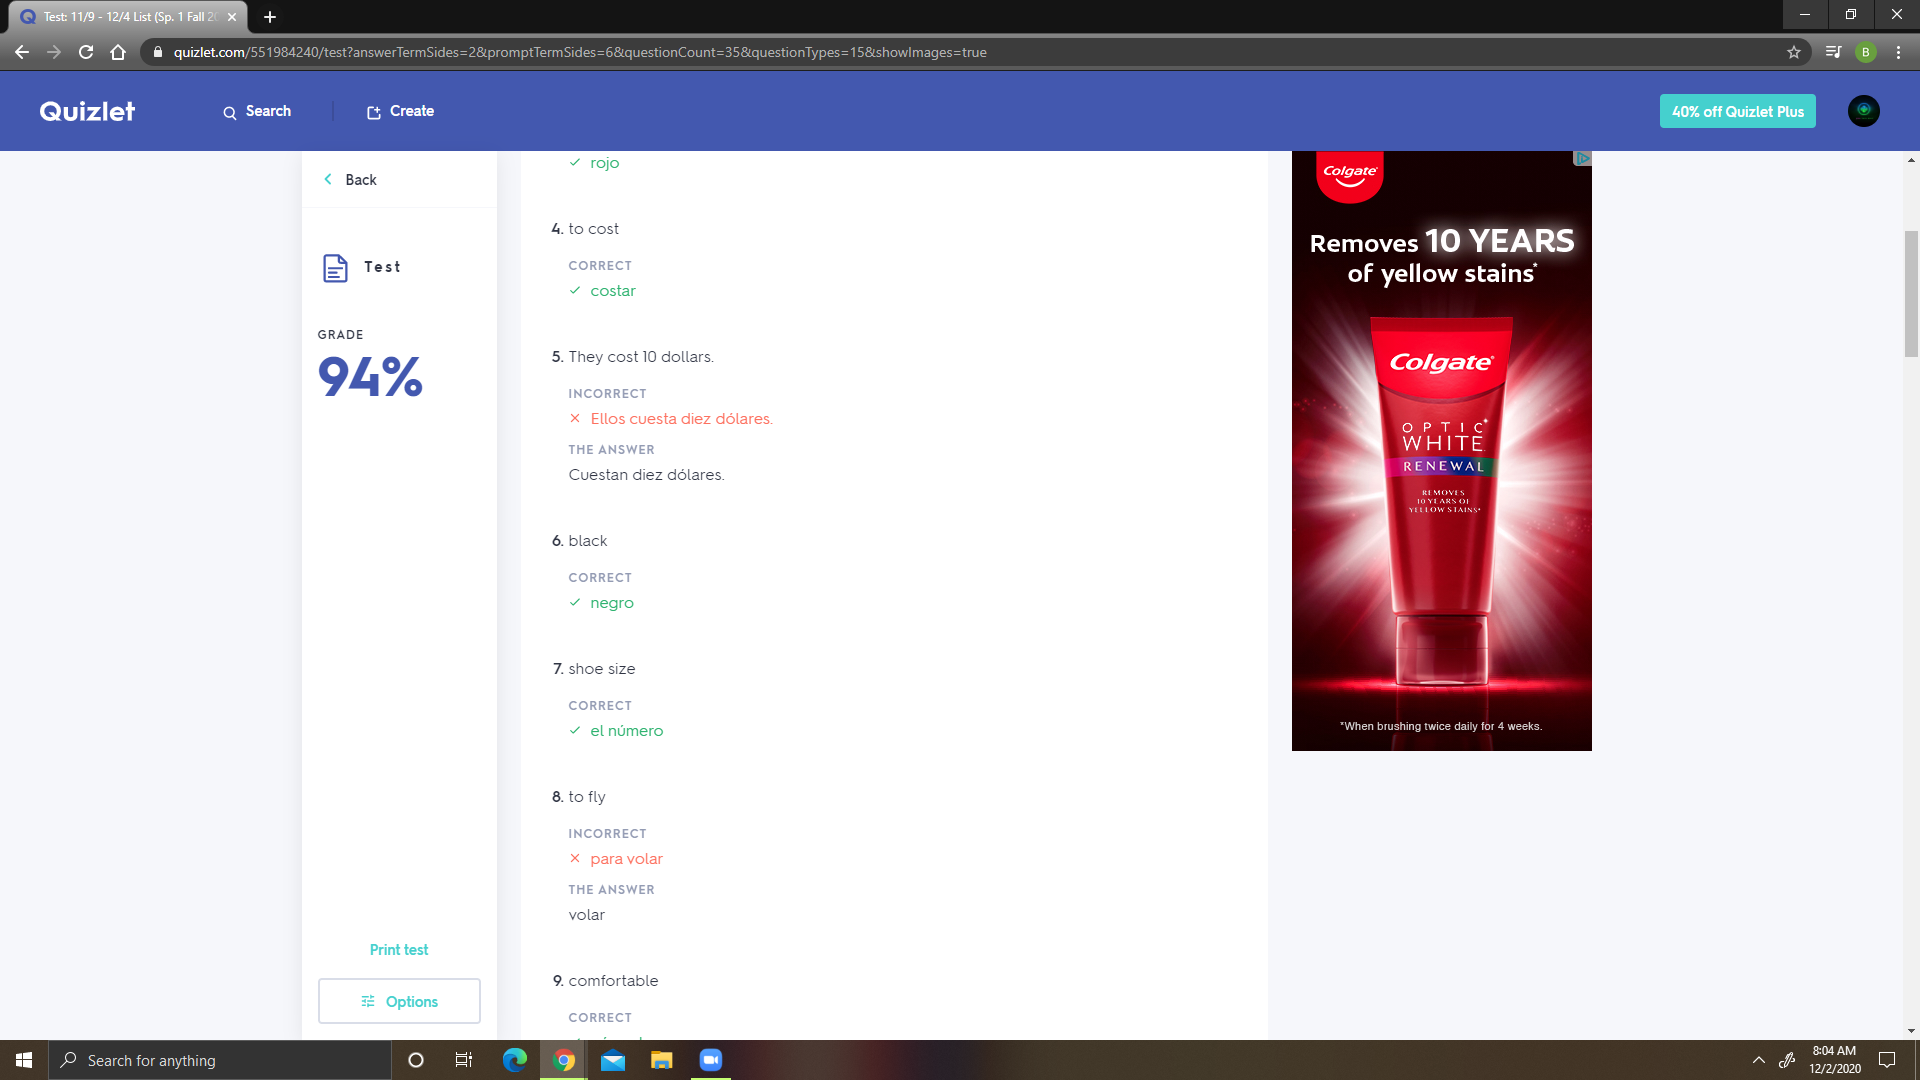 Test: 11/9 - 12/4 List (Sp. 1 Fall 20
quizlet.com/551984240/test?answerTermSides=2&promptTermSides=6&questionCount=35&questionTypes=15&showImages=true
B
Quizlet
Search
Create
40% off Quizlet Plus
Back
Test
GRADE
94%
Print test
Options
rojo
4. to cost
CORRECT
costar
5. They cost 10 dollars.
INCORRECT
Ellos cuesta diez dólares.
THE ANSWER
Cuestan diez dólares.
6. black
CORRECT
negro
7. shoe size
CORRECT
el número
8. to fly
INCORRECT
para volar
THE ANSWER
volar
9. comfortable
CORRECT
Colgate
Removes 10 YEARS
of yellow stains*
Colgate
OPTIC*
WHITE
RENEWAL
REMOVES
10 YEARS OF
YELLOW STAINS*
*When brushing twice daily for 4 weeks.
Search for anything
8:04 AM
12/2/2020